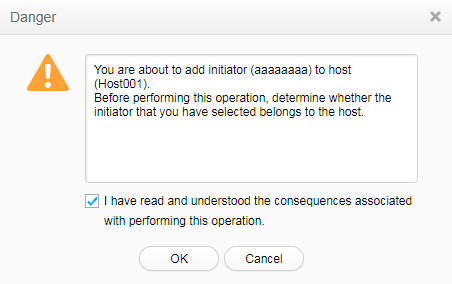 Danger
You are about to add initiator (aaaaaaaa) to host
(Host001).
Before performing this operation, determine whether the
initiator that you have selected belongs to the host.
I have read and understood the consequences associated
with performing this operation.
OK
Cancel